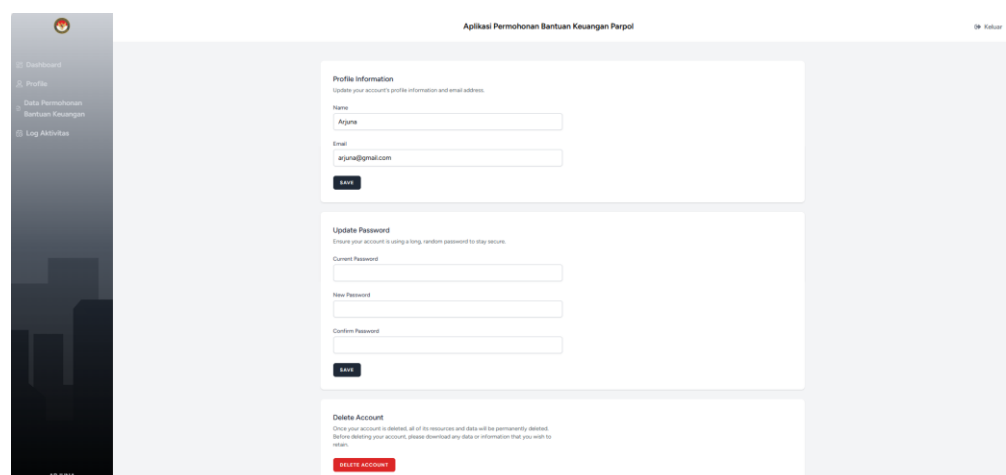 Aplikasi Permohonan Bantuan Keuangan Parpol
Keluar
Dashboard
Profile
Data Permohonan
Bantuan Keuangan
Log Aktivitas
Profile Information
Update your account's profile information and email address.
Name
Arjuna
Email
arjuna@gmail.com
SAVE
Update Password
Ensure your account is using a long, random password to stay secure.
Current Password
New Password
Confirm Password
SAVE
Delete Account
Once your account is deleted, all of its resources and data will be permanently deleted.
Before deleting your account, please download any data or information that you wish to
retain.
DELETE ACCOUNT